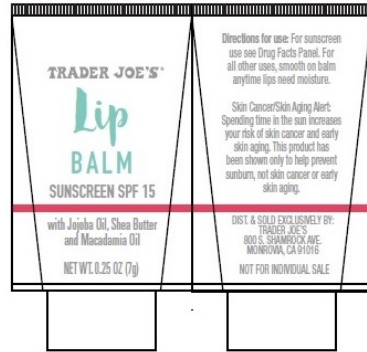 TRADER JOE'S®
Lip
BALM
SUNSCREEN SPF 15
with Jojoba Oil, Shea Butter
and Macadamia Oil
NET WT. 0.25 OZ (7g)
Directions for use: For sunscreen
use see Drug Facts Panel. For
all other uses, smooth on balm
anytime lips need moisture.
Skin Cancer/Skin Aging Alert:
Spending time in the sun increases
your risk of skin cancer and early
skin aging. This product has
been shown only to help prevent
sunburn, not skin cancer or early
skin aging.
DIST. & SOLD EXCLUSIVELY BY:
TRADER JOE'S
800 S. SHAMROCK AVE.
MONROVIA, CA 91016
NOT FOR INDIVIDUAL SALE